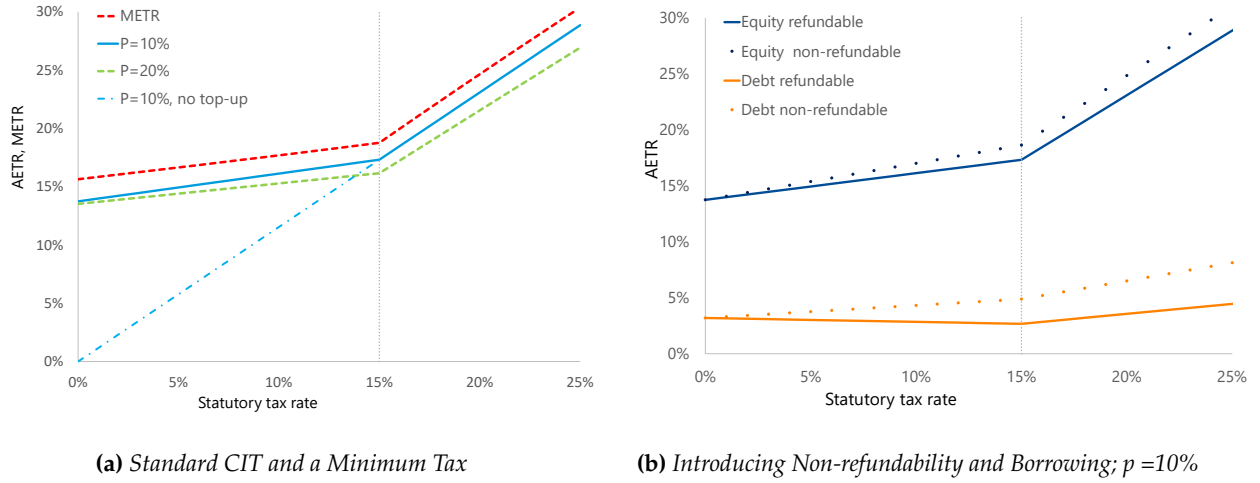 30%
25%
20%
15%
10%
5%
0%
AETR, METR
METR
P=10%
P=20%
P=10%, no top-up
0%
5%
10%
15%
20%
25%
Statutory tax rate
(a) Standard CIT and a Minimum Tax
30%
25%
20%
15%
10%
5%
0%
AETR
Equity refundable
Equity non-refundable
Debt refundable
Debt non-refundable
0%
5%
10%
15%
20%
25%
Statutory tax rate
(b) Introducing Non-refundability and Borrowing; p =10%